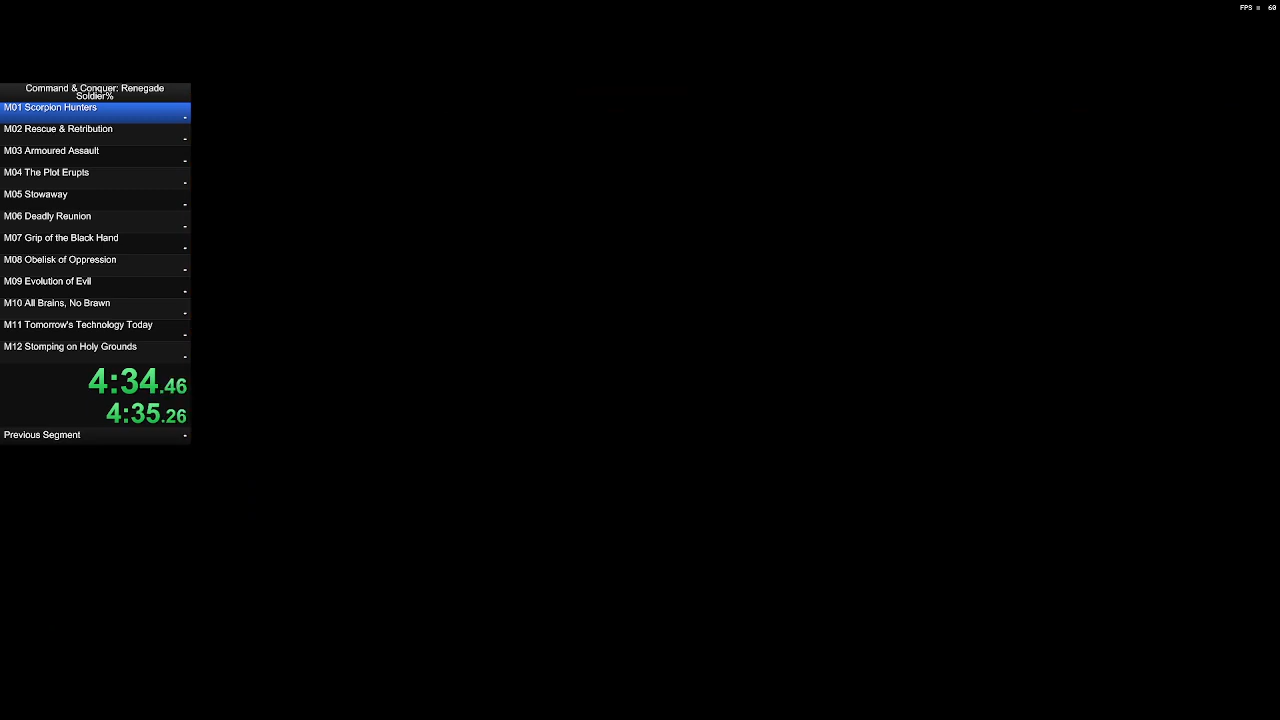 FPS = 60
Command & Conquer: Renegade
Soldier%
M01 Scorpion Hunters
-
M02 Rescue & Retribution
-
M03 Armoured Assault
-
M04 The Plot Erupts
-
M05 Stowaway
-
M06 Deadly Reunion
-
M07 Grip of the Black Hand
-
M08 Obelisk of Oppression
-
M09 Evolution of Evil
-
M10 All Brains, No Brawn
-
M11 Tomorrow's Technology Today
-
M12 Stomping on Holy Grounds
-
4:34.46
4:35.26
Previous Segment -